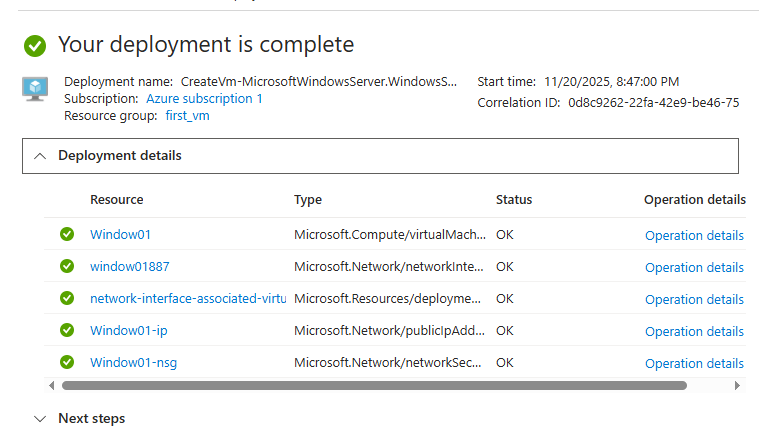 Your deployment is complete
Deployment name: CreateVm-MicrosoftWindowsServer.WindowsS...
Start time: 11/20/2025, 8:47:00 PM
Subscription: Azure subscription 1
Correlation ID: 0d8c9262-22fa-42e9-be46-75
Resource group: first_vm
Deployment details
Resource Type Status Operation details
Window01 Microsoft.Compute/virtualMach... OK Operation details
window01887 Microsoft.Network/networkInte... OK Operation details
network-interface-associated-virtu Microsoft.Resources/deployme... OK Operation details
Window01-ip Microsoft.Network/publicIpAdd... OK Operation details
Window01-nsg Microsoft.Network/networkSec... OK Operation details
Next steps